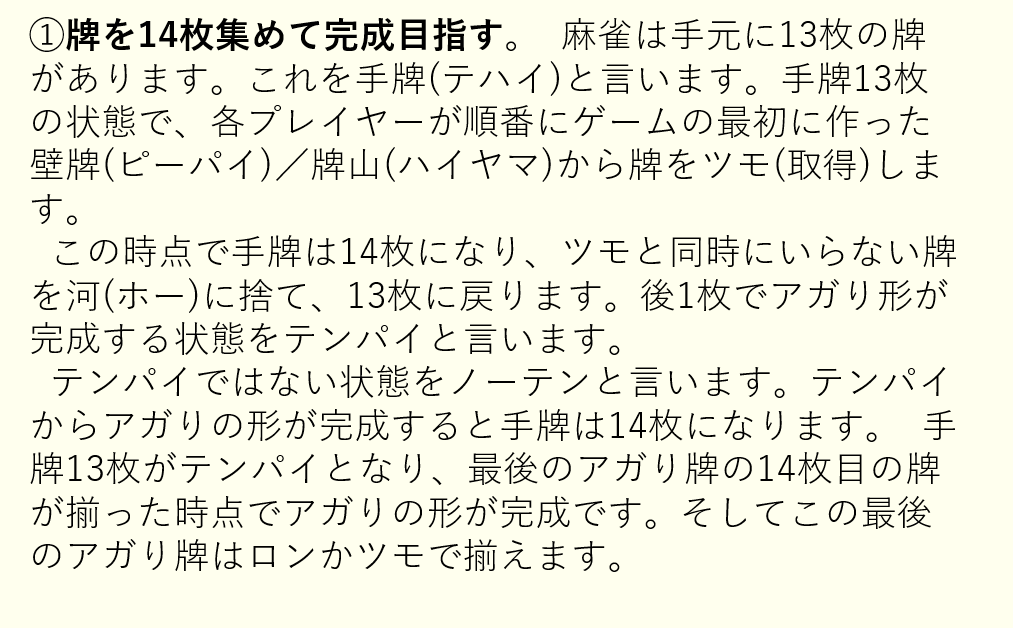 ①牌を14枚集めて完成目指す。　麻雀は手元に13枚の牌
があります。これを手牌(テハイ)と言います。手牌13枚
の状態で、各プレイヤーが順番にゲームの最初に作った
壁牌(ピーパイ)／牌山(ハイヤマ)から牌をツモ(取得)しま
す。
　この時点で手牌は14枚になり、ツモと同時にいらない牌
を河(ホー)に捨て、13枚に戻ります。後1枚でアガり形が
完成する状態をテンパイと言います。
　テンパイではない状態をノーテンと言います。テンパイ
からアガりの形が完成すると手牌は14枚になります。　手
牌13枚がテンパイとなり、最後のアガり牌の14枚目の牌
が揃った時点でアガりの形が完成です。そしてこの最後
のアガり牌はロンかツモで揃えます。